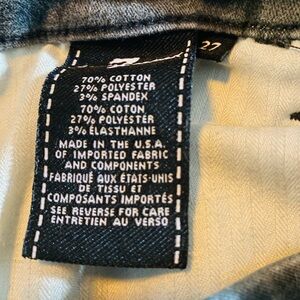 27
70% COTTON
27% POLYESTER
3% SPANDEX
70% COTON
27% POLYESTER
3% ÉLASTHANNE
MADE IN THE U.S.A.
OF IMPORTED FABRIC
AND COMPONENTS
FABRIQUÉ AUX ÉTATS-UNIS
DE TISSU ET
COMPOSANTS IMPORTÉS
SEE REVERSE FOR CARE
ENTRETIEN AU VERSO